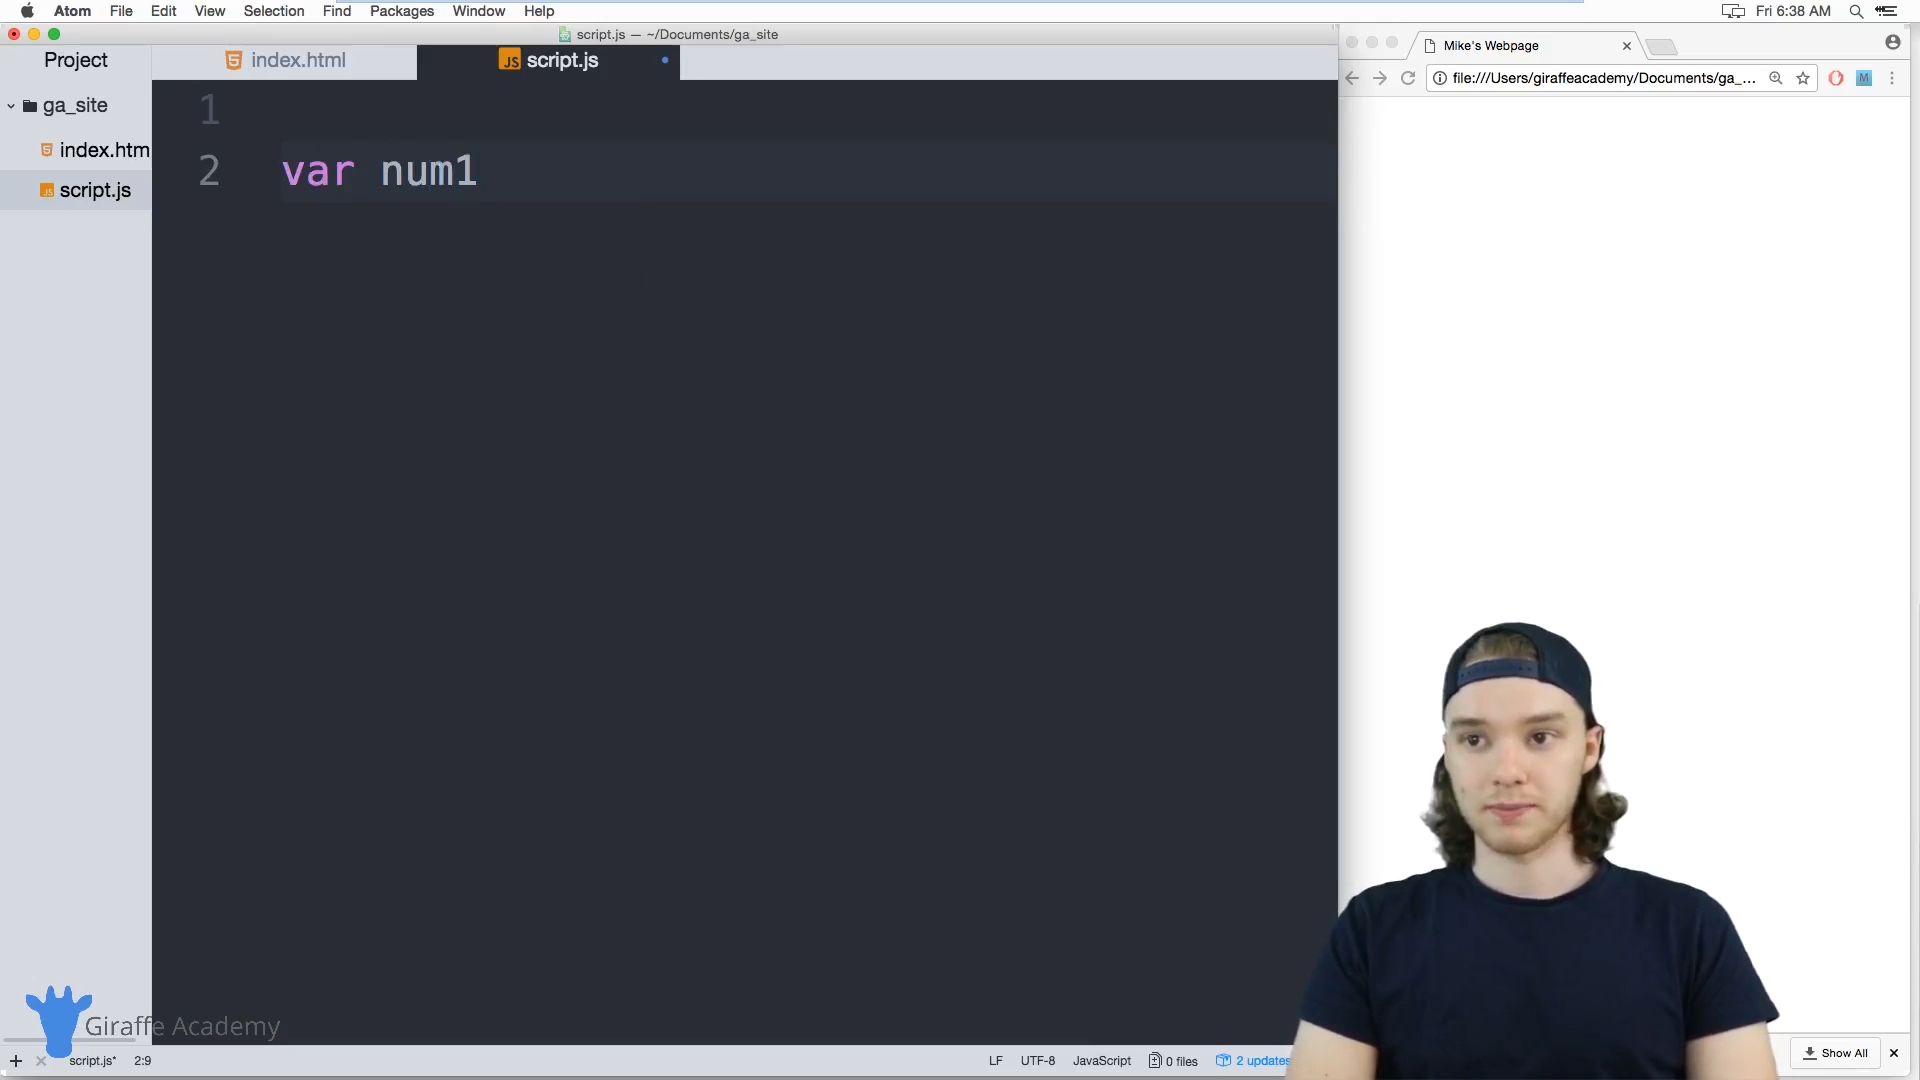 Atom File Edit View Selection Find Packages Window Help Fri 6:38 AM
script.js — ~/Documents/ga_site
Mike's Webpage
Project
index.html
script.js
file:///Users/giraffeacademy/Documents/ga_...
M
ga_site
index.htm
script.js
1
2 var num1
Giraffe Academy
script.js* 2:9
LF UTF-8 JavaScript 0 files 2 updates
Show All